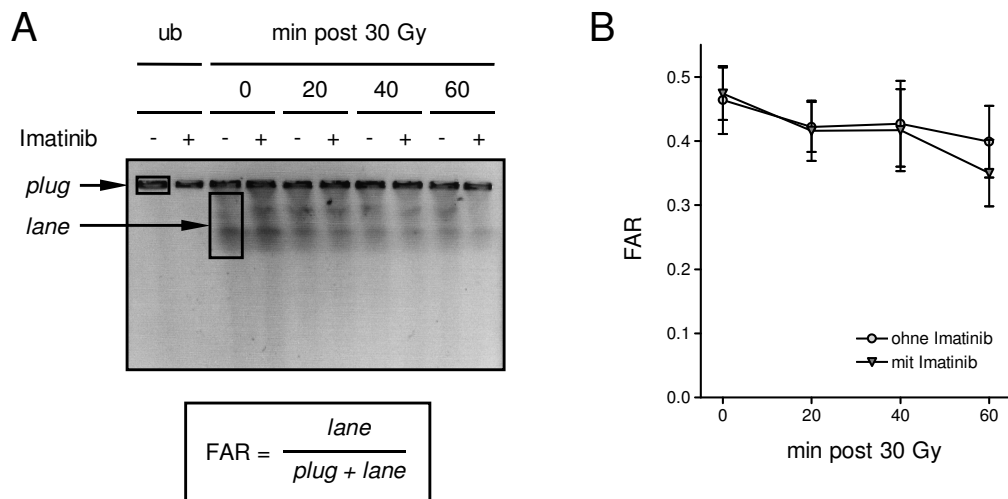 A
ub
min post 30 Gy
0 20 40 60
Imatinib - + - + - + - + - +
plug
lane
FAR = lane
plug + lane
B
0.5
0.4
0.3
0.2
0.1
0.0
FAR
ohne Imatinib
mit Imatinib
0 20 40 60
min post 30 Gy